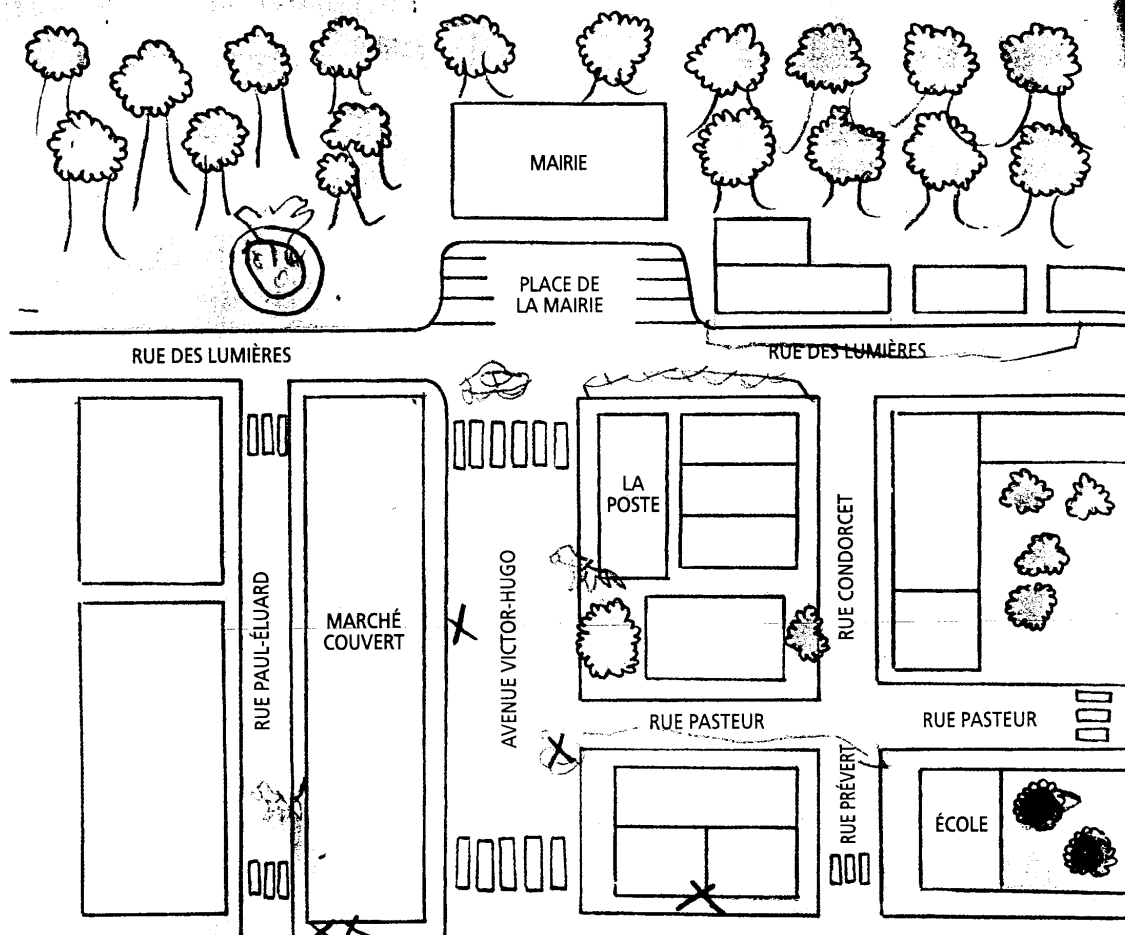 MAIRIE
PLACE DE
LA MAIRIE
RUE DES LUMIÈRES
RUE DES LUMIÈRES
LA
POSTE
RUE CONDORCET
RUE PAUL-ÉLUARD
MARCHÉ
COUVERT
AVENUE VICTOR-HUGO
RUE PASTEUR
RUE PASTEUR
RUE PRÉVERT
ÉCOLE